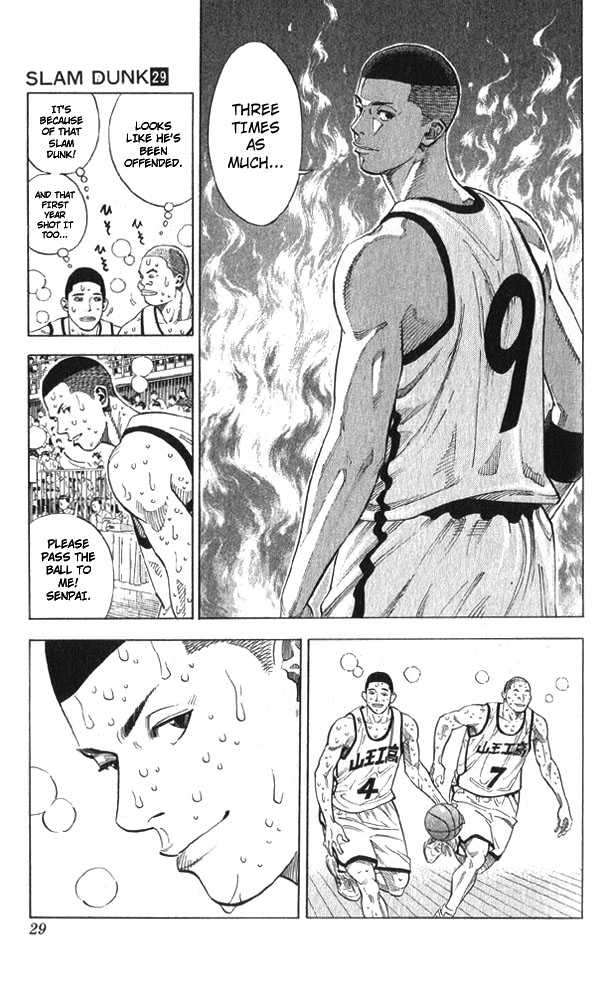 SLAM DUNK 29
THREE
TIMES
AS
MUCH...
9
LOOKS
LIKE HE'S
BEEN
OFFENDED.
IT'S
BECAUSE
OF THAT
SLAM
DUNK!
AND THAT
FIRST
YEAR
SHOT IT
TOO...
PLEASE
PASS THE
BALL TO
ME!
SENPAI.
山王工高
7
山王工高
4
29